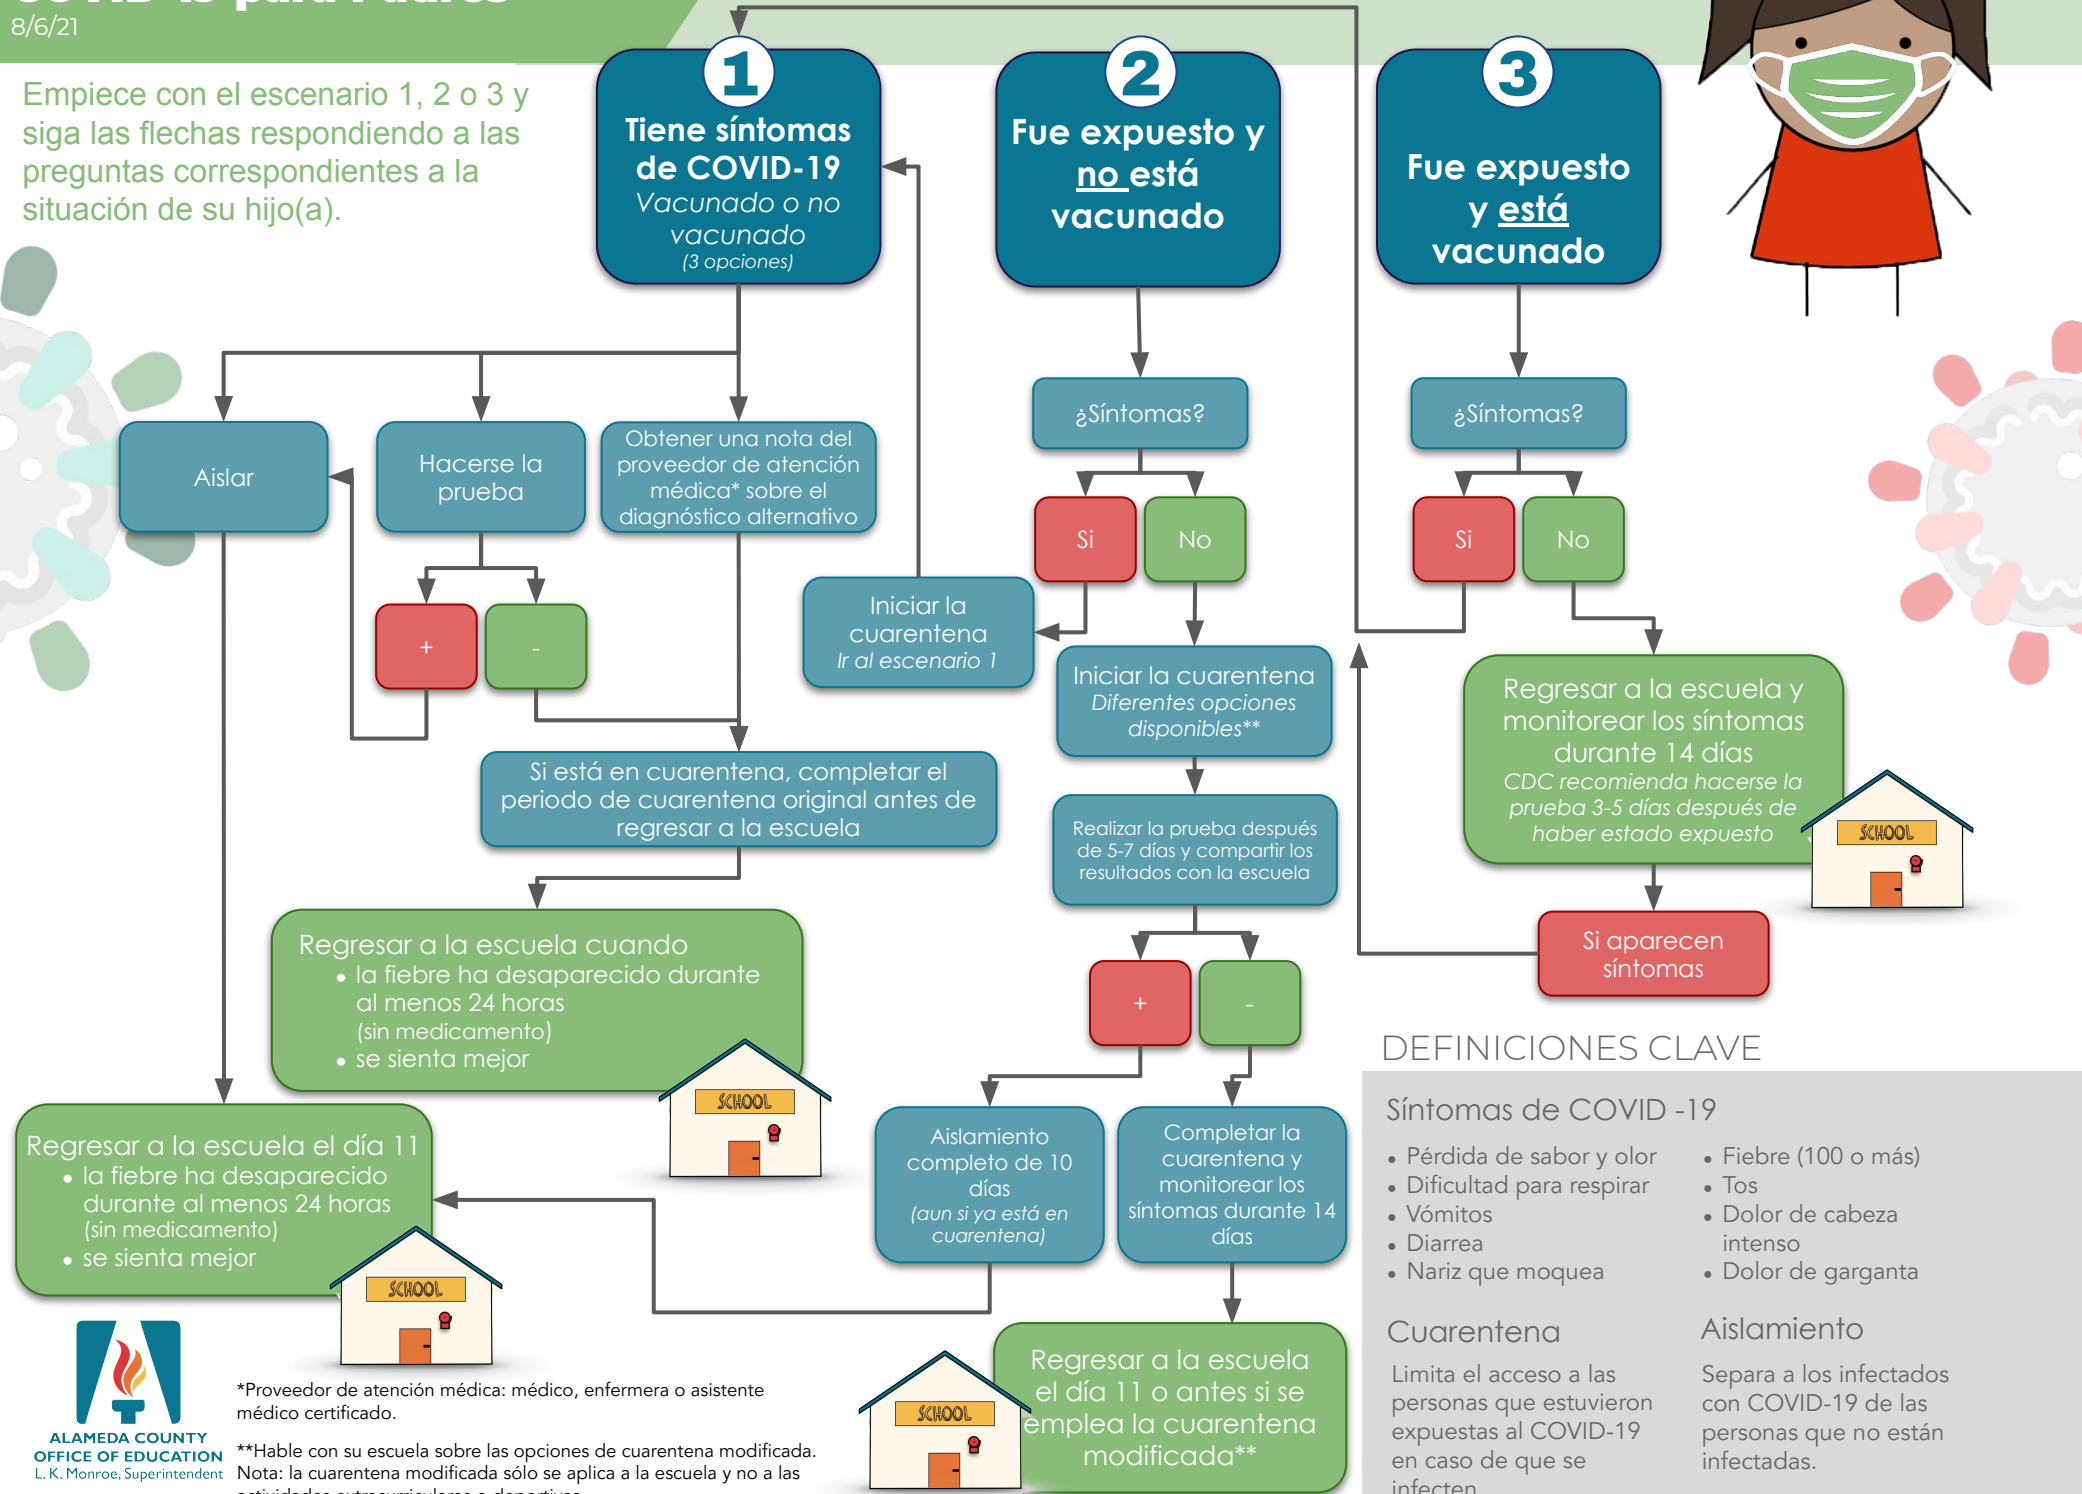 COVID-19 para Padres
8/6/21
Empiece con el escenario 1, 2 o 3 y
siga las flechas respondiendo a las
preguntas correspondientes a la
situación de su hijo(a).
1
Tiene síntomas
de COVID-19
Vacunado o no
vacunado
(3 opciones)
2
Fue expuesto y
no está
vacunado
3
Fue expuesto
y está
vacunado
Aislar
Hacerse la
prueba
Obtener una nota del
proveedor de atención
médica* sobre el
diagnóstico alternativo
¿Síntomas?
¿Síntomas?
Si
No
Si
No
+
-
Iniciar la
cuarentena
Ir al escenario 1
Iniciar la cuarentena
Diferentes opciones
disponibles**
Regresar a la escuela y
monitorear los síntomas
durante 14 días
CDC recomienda hacerse la
prueba 3-5 días después de
haber estado expuesto
SCHOOL
Si está en cuarentena, completar el
periodo de cuarentena original antes de
regresar a la escuela
Realizar la prueba después
de 5-7 días y compartir los
resultados con la escuela
Si aparecen
síntomas
Regresar a la escuela cuando
• la fiebre ha desaparecido durante
al menos 24 horas
(sin medicamento)
• se sienta mejor
SCHOOL
+
-
Regresar a la escuela el día 11
• la fiebre ha desaparecido
durante al menos 24 horas
(sin medicamento)
• se sienta mejor
SCHOOL
Aislamiento
completo de 10
días
(aun si ya está en
cuarentena)
Completar la
cuarentena y
monitorear los
síntomas durante 14
días
Regresar a la escuela
el día 11 o antes si se
emplea la cuarentena
modificada**
SCHOOL
DEFINICIONES CLAVE
Síntomas de COVID -19
• Pérdida de sabor y olor
• Dificultad para respirar
• Vómitos
• Diarrea
• Nariz que moquea
• Fiebre (100 o más)
• Tos
• Dolor de cabeza
intenso
• Dolor de garganta
Cuarentena
Limita el acceso a las
personas que estuvieron
expuestas al COVID-19
en caso de que se
infecten
Aislamiento
Separa a los infectados
con COVID-19 de las
personas que no están
infectadas.
ALAMEDA COUNTY
OFFICE OF EDUCATION
L. K. Monroe, Superintendent
*Proveedor de atención médica: médico, enfermera o asistente
médico certificado.
**Hable con su escuela sobre las opciones de cuarentena modificada.
Nota: la cuarentena modificada sólo se aplica a la escuela y no a las
actividades extracurriculares o deportivas